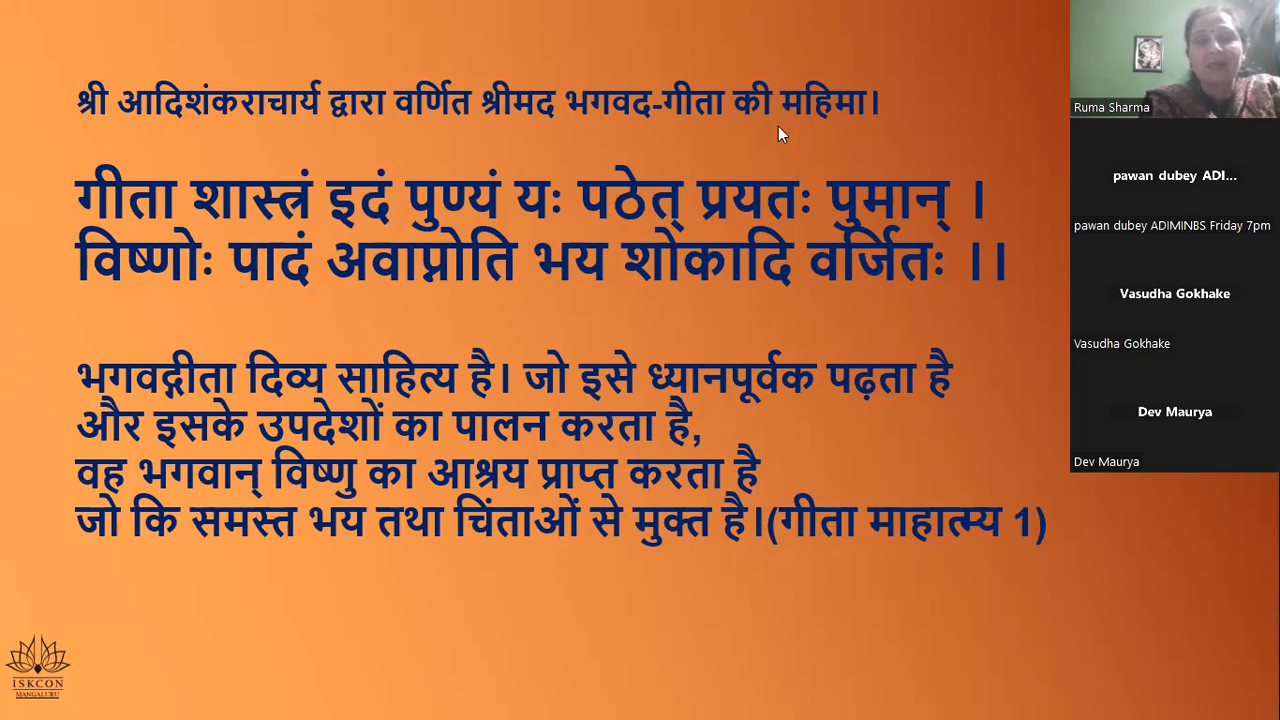 श्री आदिशंकराचार्य द्वारा वर्णित श्रीमद भगवद-गीता की महिमा।
गीता शास्त्रं इदं पुण्यं यः पठेत् प्रयतः पुमान् ।
विष्णोः पादं अवाप्नोति भय शोकादि वर्जितः ।।
भगवद्गीता दिव्य साहित्य है। जो इसे ध्यानपूर्वक पढ़ता है
और इसके उपदेशों का पालन करता है,
वह भगवान् विष्णु का आश्रय प्राप्त करता है
जो कि समस्त भय तथा चिंताओं से मुक्त है।(गीता माहात्म्य 1)
ISKCON
MANGALURU
Ruma Sharma
pawan dubey ADI...
pawan dubey ADIMINBS Friday 7pm
Vasudha Gokhake
Vasudha Gokhake
Dev Maurya
Dev Maurya